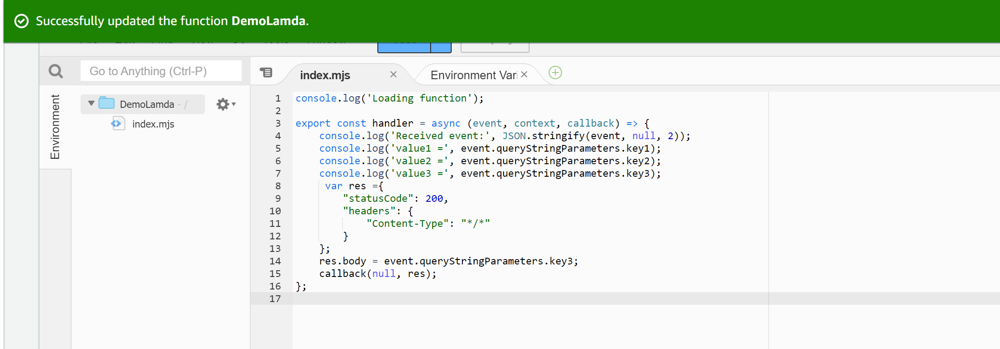 Successfully updated the function DemoLamda.
Go to Anything (Ctrl-P)
index.mjs
Environment Vari
Environment
DemoLamda - /
index.mjs
1 console.log('Loading function');
2
3 export const handler = async (event, context, callback) => {
4 console.log('Received event:', JSON.stringify(event, null, 2));
5 console.log('value1 =', event.queryStringParameters.key1);
6 console.log('value2 =', event.queryStringParameters.key2);
7 console.log('value3 =', event.queryStringParameters.key3);
8 var res ={
9 "statusCode": 200,
10 "headers": {
11 "Content-Type": "*/*"
12 }
13 };
14 res.body = event.queryStringParameters.key3;
15 callback(null, res);
16 };
17